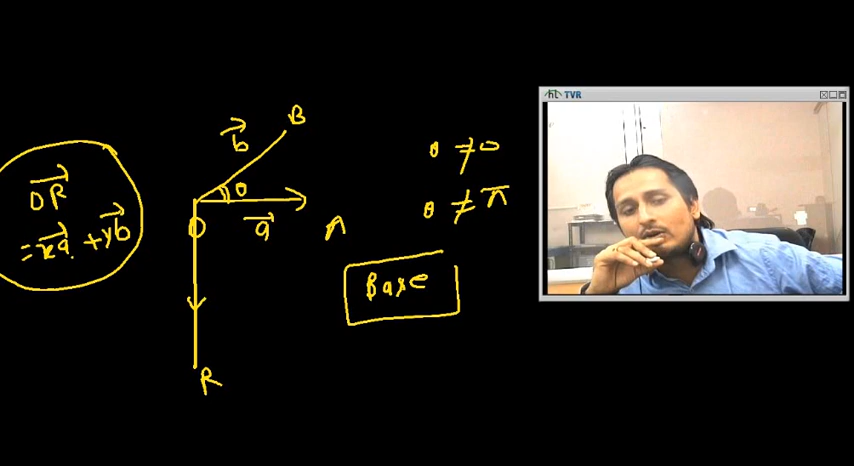 B
b⃗
θ
O
a⃗
A
R
OR⃗
= xa⃗ + yb⃗
θ ≠ 0
θ ≠ π
Base
TVR